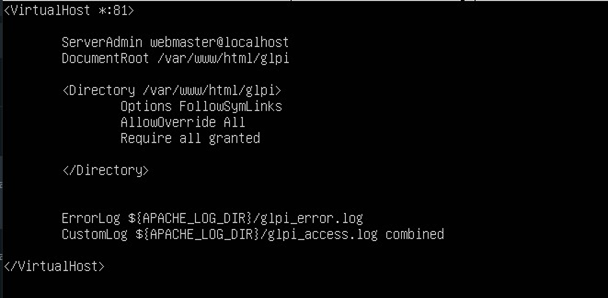 <VirtualHost *:81>
ServerAdmin webmaster@localhost
DocumentRoot /var/www/html/glpi
<Directory /var/www/html/glpi>
Options FollowSymLinks
AllowOverride All
Require all granted
</Directory>
ErrorLog ${APACHE_LOG_DIR}/glpi_error.log
CustomLog ${APACHE_LOG_DIR}/glpi_access.log combined
</VirtualHost>